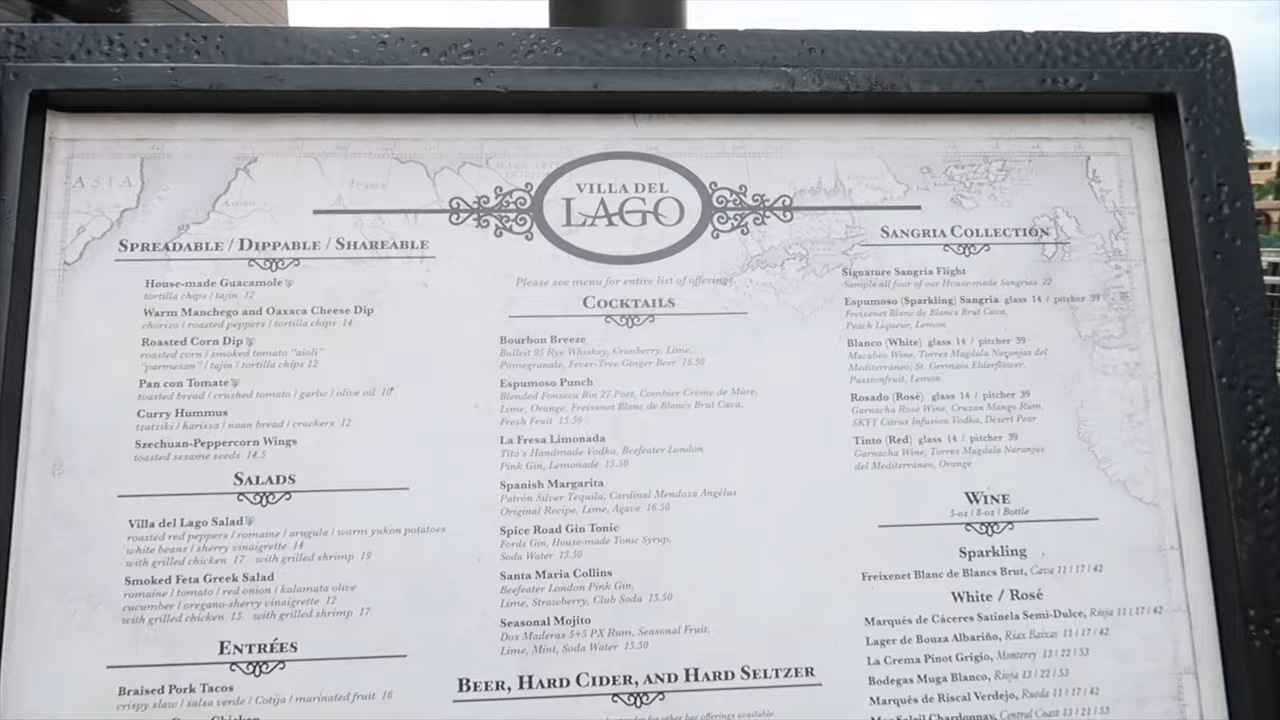 ASIA
VILLA DEL
LAGO
SPREADABLE / DIPPABLE / SHAREABLE
House-made Guacamole
tortilla chips / tajin 12
Warm Manchego and Oaxaca Cheese Dip
chorizo / roasted peppers / tortilla chips 14
Roasted Corn Dip
roasted corn / smoked tomato "aioli"
"parmesan" / tajin / tortilla chips 12
Pan con Tomate
toasted bread / crushed tomato / garlic / olive oil 10
Curry Hummus
tzatziki / harissa / naan bread / crackers 12
Szechuan-Peppercorn Wings
toasted sesame seeds 14.5
SALADS
Villa del Lago Salad
roasted red peppers / romaine / arugula / warm yukon potatoes
white beans / sherry vinaigrette 14
with grilled chicken 17 with grilled shrimp 19
Smoked Feta Greek Salad
romaine / tomato / red onion / kalamata olive
cucumber / oregano-sherry vinaigrette 12
with grilled chicken 15 with grilled shrimp 17
ENTRÉES
Braised Pork Tacos
crispy slaw / salsa verde / Cotija / marinated fruit 16
Chicken
Please see menu for entire list of offerings
COCKTAILS
Bourbon Breeze
Bulleit 95 Rye Whiskey, Cranberry, Lime,
Pomegranate, Fever-Tree Ginger Beer 16.50
Espumoso Punch
Blended Fonseca Bin 27 Port, Combier Crème de Mûre,
Lime, Orange, Freixenet Blanc de Blancs Brut Cava,
Fresh Fruit 15.50
La Fresa Limonada
Tito's Handmade Vodka, Beefeater London
Pink Gin, Lemonade 15.50
Spanish Margarita
Patrón Silver Tequila, Cardinal Mendoza Angêlus
Original Recipe, Lime, Agave 16.50
Spice Road Gin Tonic
Fords Gin, House-made Tonic Syrup,
Soda Water 15.50
Santa Maria Collins
Beefeater London Pink Gin,
Lime, Strawberry, Club Soda 15.50
Seasonal Mojito
Dos Maderas 5+5 PX Rum, Seasonal Fruit,
Lime, Mint, Soda Water 15.50
BEER, HARD CIDER, AND HARD SELTZER
for other bar offerings available.
SANGRIA COLLECTION
Signature Sangria Flight
Sample all four of our House-made Sangrias 22
Espumoso (Sparkling) Sangria glass 14 / pitcher 39
Freixenet Blanc de Blancs Brut Cava,
Peach Liqueur, Lemon
Blanco (White) glass 14 / pitcher 39
Macabeo Wine, Torres Magdala Naranjas del
Mediterráneo, St. Germain Elderflower,
Passionfruit, Lemon
Rosado (Rosé) glass 14 / pitcher 39
Garnacha Rosé Wine, Cruzan Mango Rum,
SKYY Citrus Infusion Vodka, Desert Pear
Tinto (Red) glass 14 / pitcher 39
Garnacha Wine, Torres Magdala Naranjas
del Mediterráneo, Orange
WINE
5-oz / 8-oz / Bottle
Sparkling
Freixenet Blanc de Blancs Brut, Cava 11 / 17 / 42
White / Rosé
Marqués de Cáceres Satinela Semi-Dulce, Rioja 11 / 17 / 42
Lager de Bouza Albariño, Riax Baixas 11 / 17 / 42
La Crema Pinot Grigio, Monterey 13 / 22 / 53
Bodegas Muga Blanco, Rioja 13 / 22 / 53
Marqués de Riscal Verdejo, Rueda 11 / 17 / 42
Mer Soleil Chardonnay, Central Coast 13 / 21 / 53